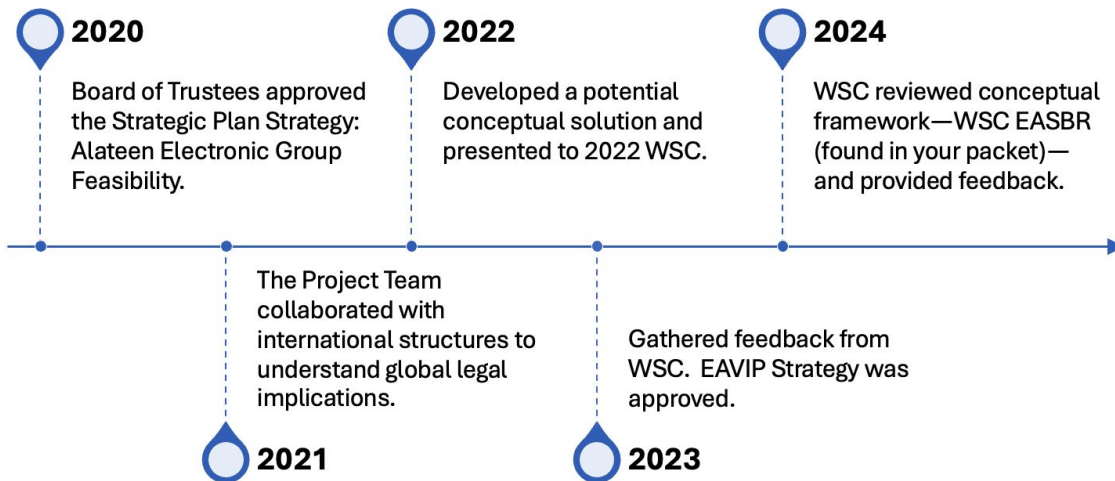 2020
Board of Trustees approved
the Strategic Plan Strategy:
Alateen Electronic Group
Feasibility.
2022
Developed a potential
conceptual solution and
presented to 2022 WSC.
2024
WSC reviewed conceptual
framework—WSC EASBR
(found in your packet)—
and provided feedback.
The Project Team
collaborated with
international structures to
understand global legal
implications.
2021
Gathered feedback from
WSC.  EAVIP Strategy was
approved.
2023